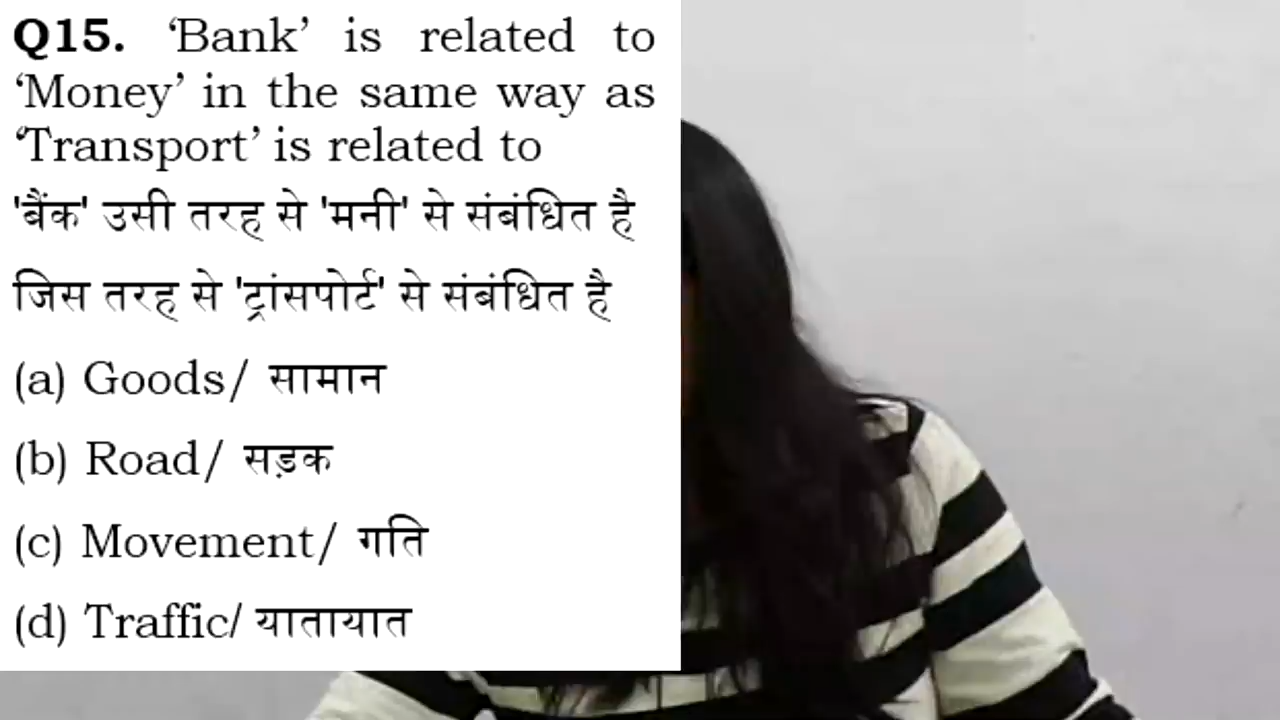 Q15. ‘Bank’ is related to
‘Money’ in the same way as
‘Transport’ is related to
'बैंक' उसी तरह से 'मनी' से संबंधित है
जिस तरह से 'ट्रांसपोर्ट' से संबंधित है
(a) Goods/ सामान
(b) Road/ सड़क
(c) Movement/ गति
(d) Traffic/ यातायात